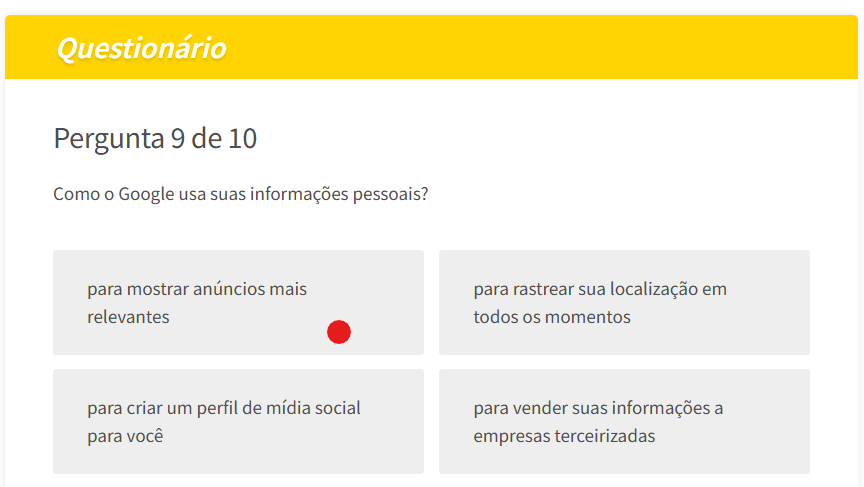 Questionário
Pergunta 9 de 10
Como o Google usa suas informações pessoais?
para mostrar anúncios mais
relevantes
para rastrear sua localização em
todos os momentos
para criar um perfil de mídia social
para você
para vender suas informações a
empresas terceirizadas